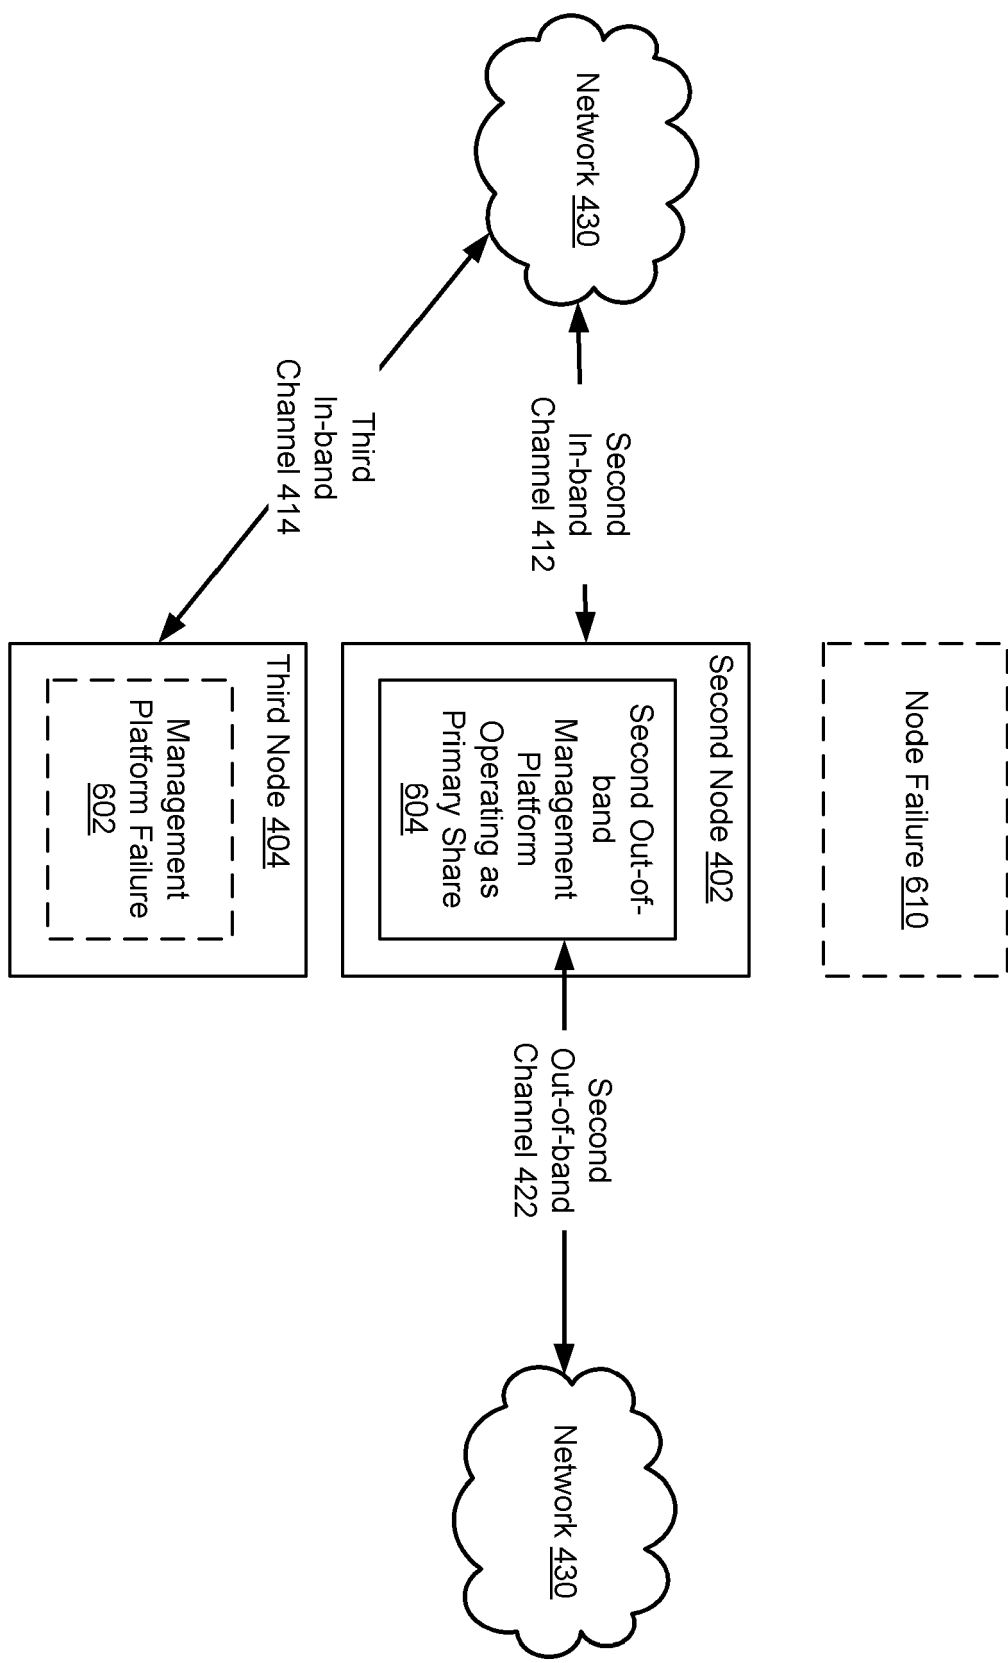 Node Failure 610
Network 430
Second
In-band
Channel 412
Second Node 402
Second Out-of-
band
Management
Platform
Operating as
Primary Share
604
Second
Out-of-band
Channel 422
Network 430
Third
In-band
Channel 414
Third Node 404
Management
Platform Failure
602